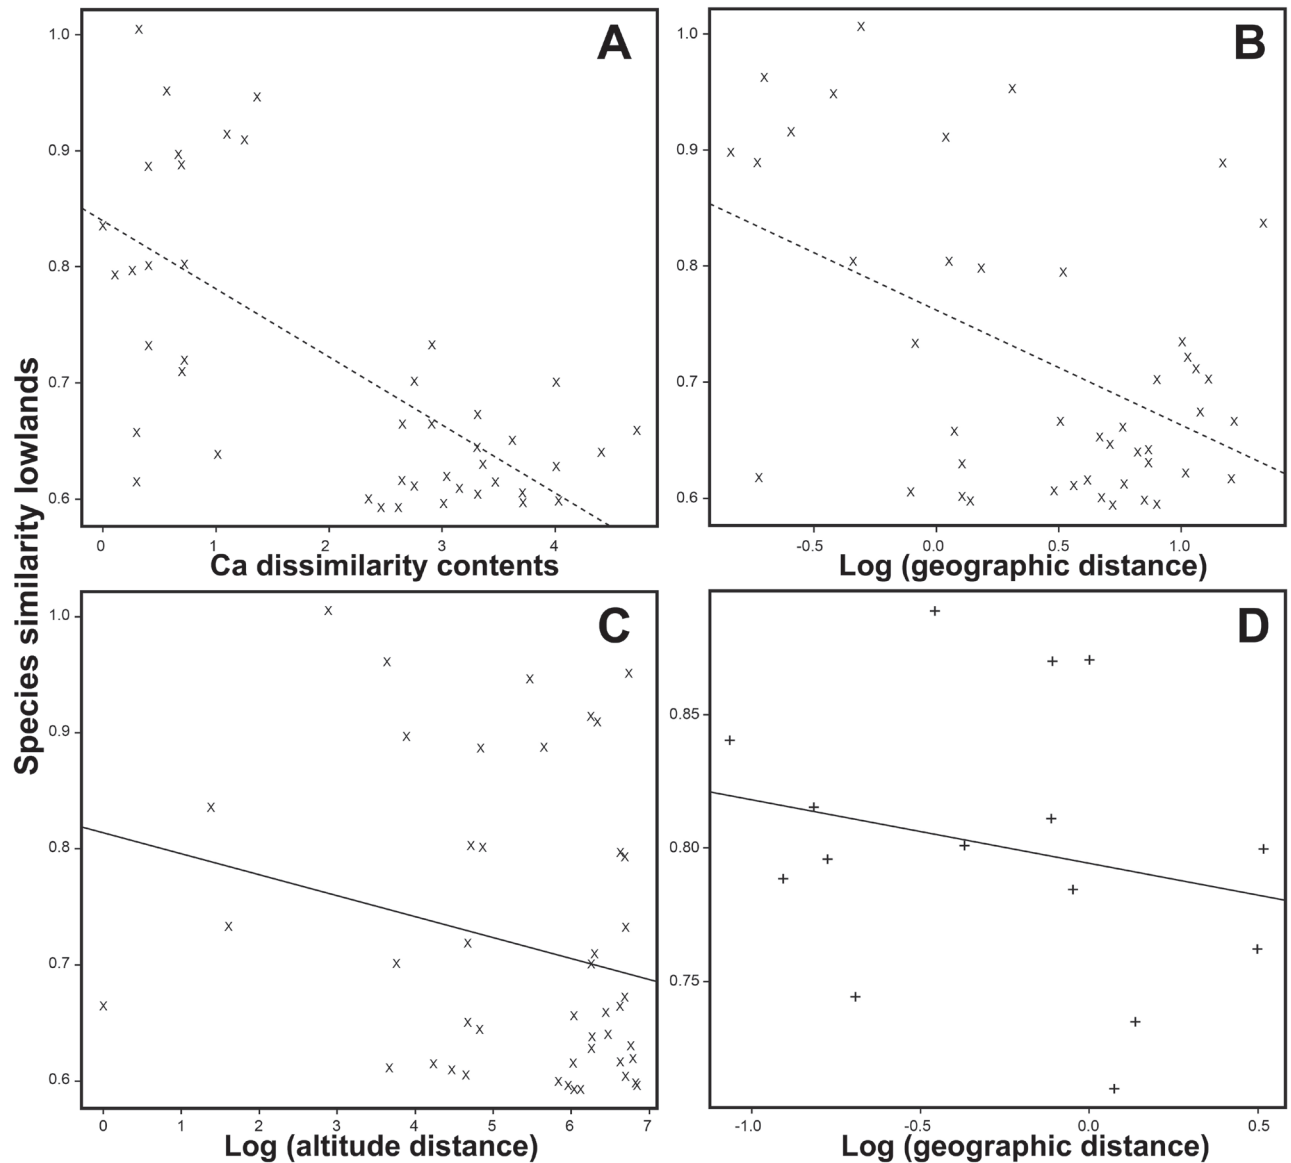 A
B
1.0
0.9
0.8
0.7
0.6
1.0
0.9
0.8
0.7
0.6
0 1 2 3 4
-0.5 0.0 0.5 1.0
Ca dissimilarity contents
Log (geographic distance)
Species similarity lowlands
C
D
1.0
0.9
0.8
0.7
0.6
0.85
0.80
0.75
0 1 2 3 4 5 6 7
-1.0 -0.5 0.0 0.5
Log (altitude distance)
Log (geographic distance)